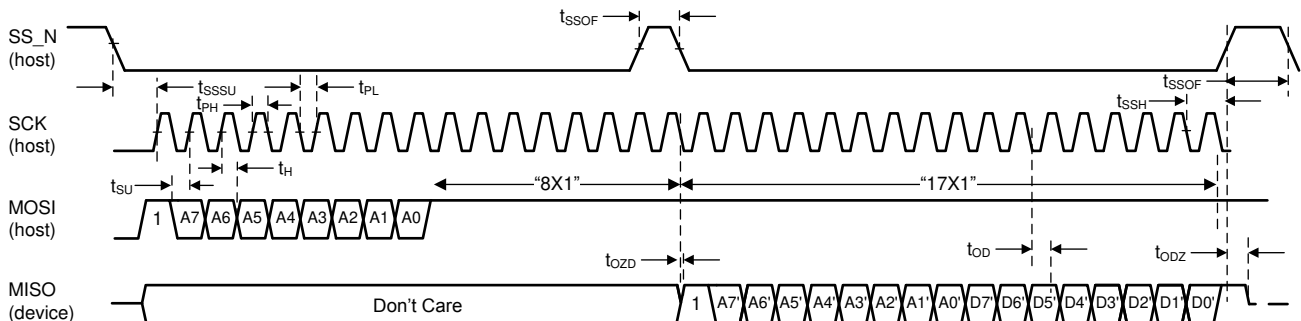 tSSOF
SS_N
(host)
tSSSU
tPL
tSSOF
tPH
tSSH
SCK
(host)
tH
tSU
“8X1”
“17X1”
MOSI
(host)
1 A7 A6 A5 A4 A3 A2 A1 A0
tOZD
tOD
tODZ
MISO
(device)
Don’t Care
1 A7' A6' A5' A4' A3' A2' A1' A0' D7' D6' D5' D4' D3' D2' D1' D0'